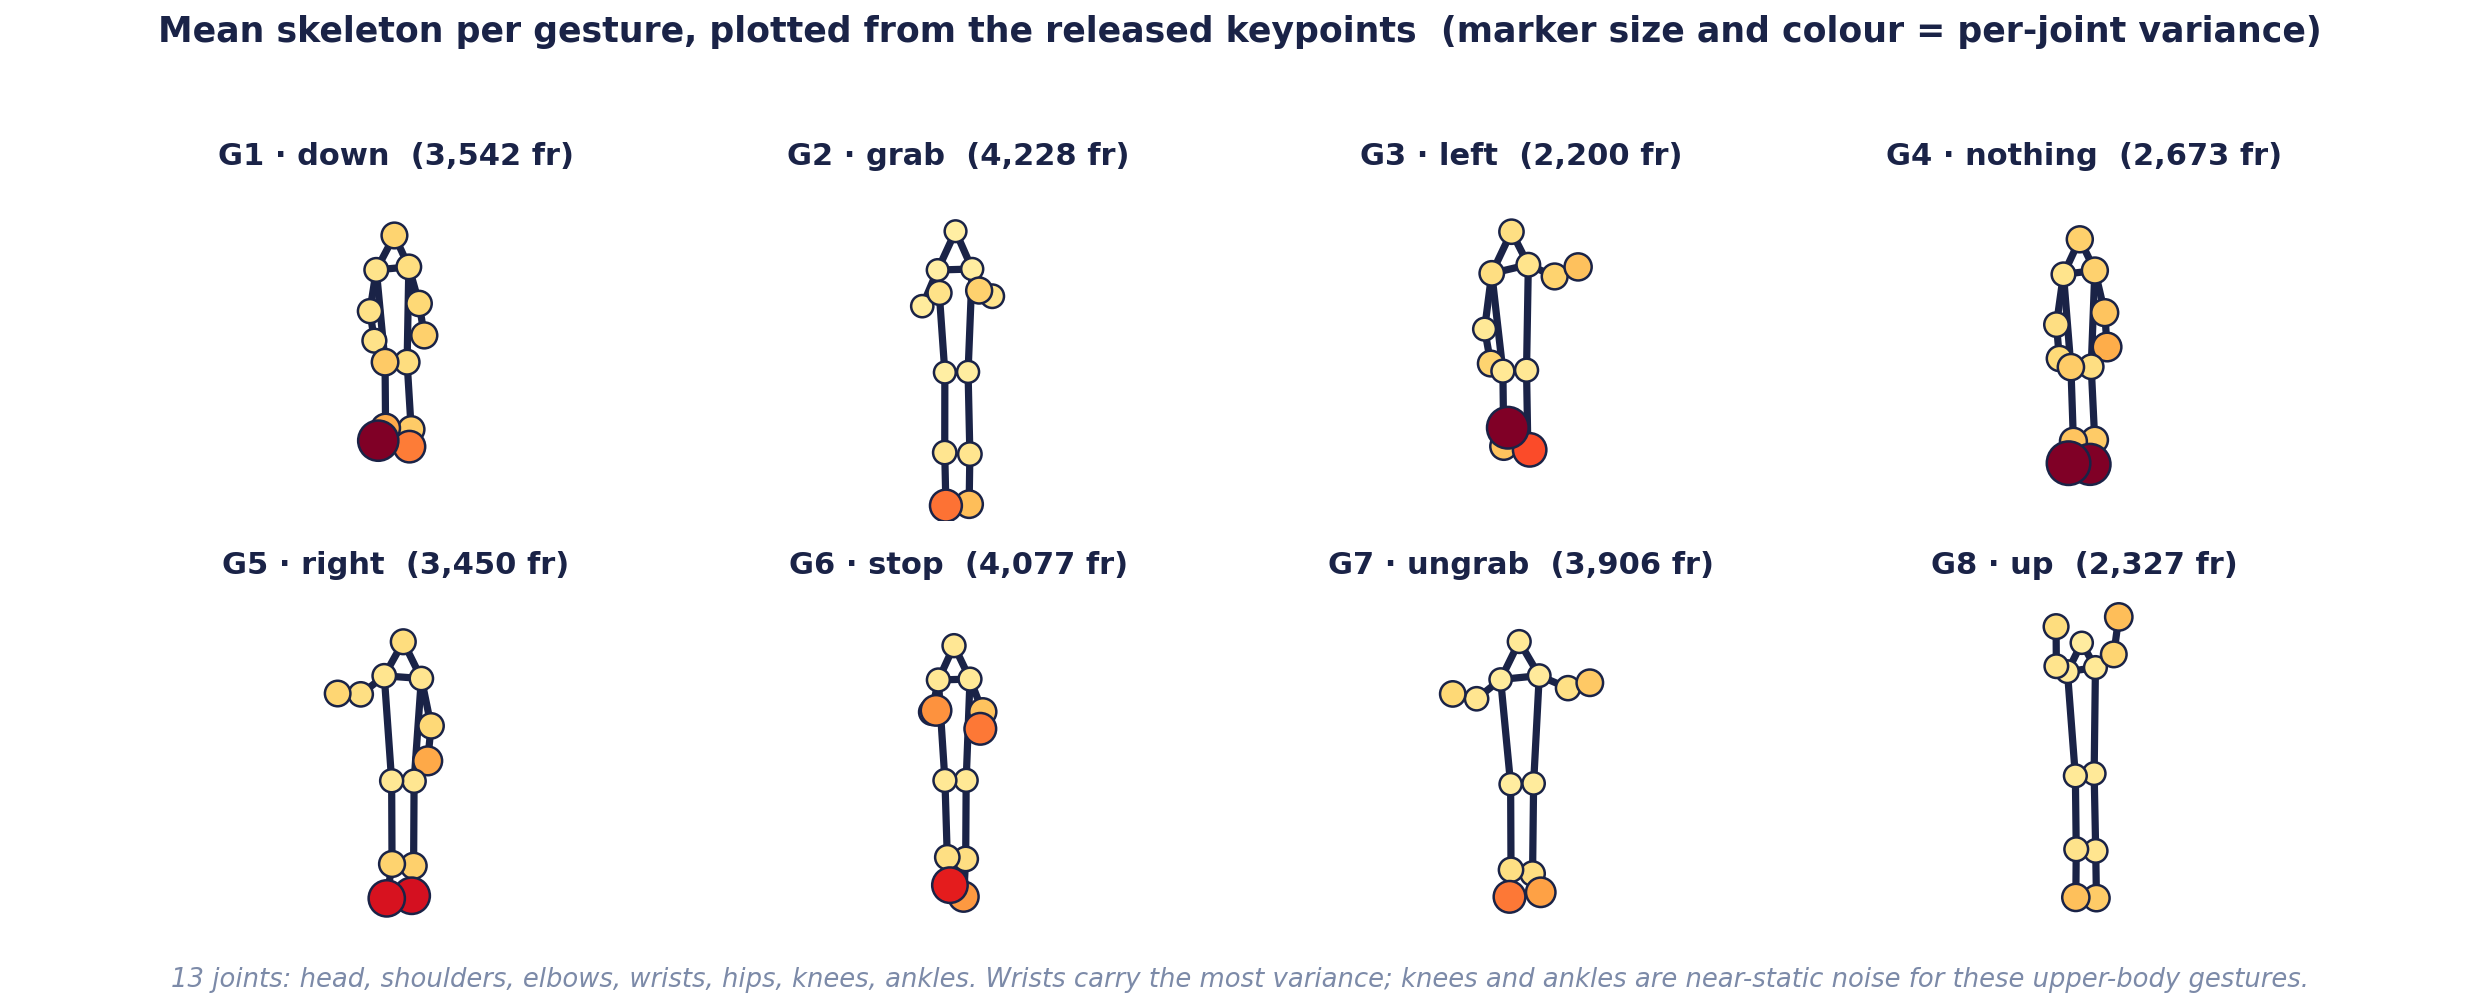 Mean skeleton per gesture, plotted from the released keypoints  (marker size and colour = per-joint variance)
G1 · down  (3,542 fr)
G2 · grab  (4,228 fr)
G3 · left  (2,200 fr)
G4 · nothing  (2,673 fr)
G5 · right  (3,450 fr)
G6 · stop  (4,077 fr)
G7 · ungrab  (3,906 fr)
G8 · up  (2,327 fr)
13 joints: head, shoulders, elbows, wrists, hips, knees, ankles. Wrists carry the most variance; knees and ankles are near-static noise for these upper-body gestures.